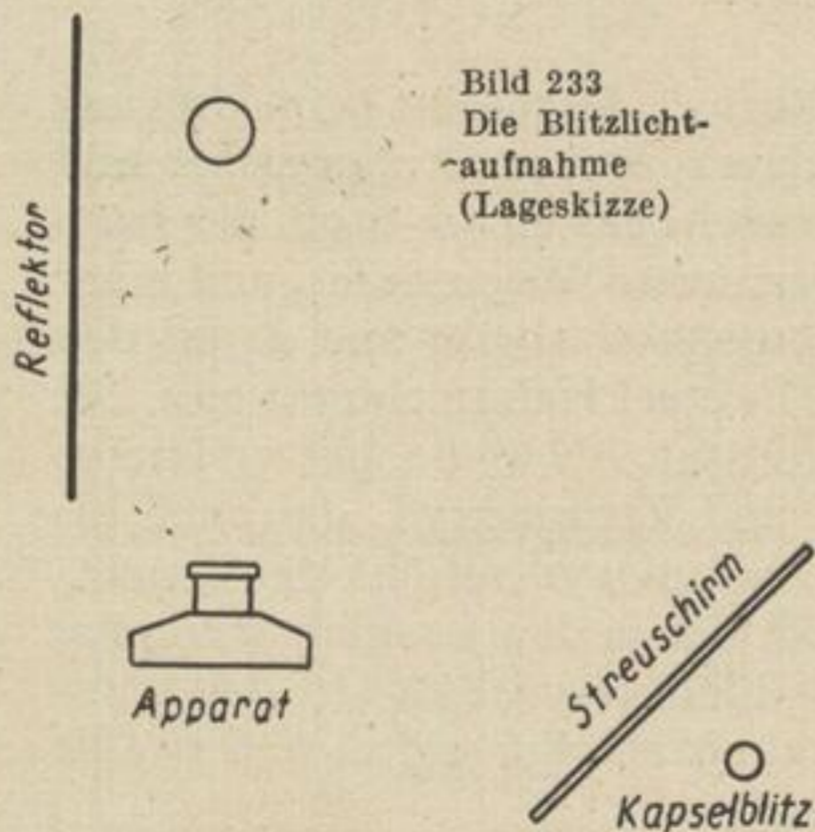 Bild 233
Die Blitzlicht-
aufnahme
(Lageskizze)
Reflektor
Apparat
Streuschirm
Kapselblitz